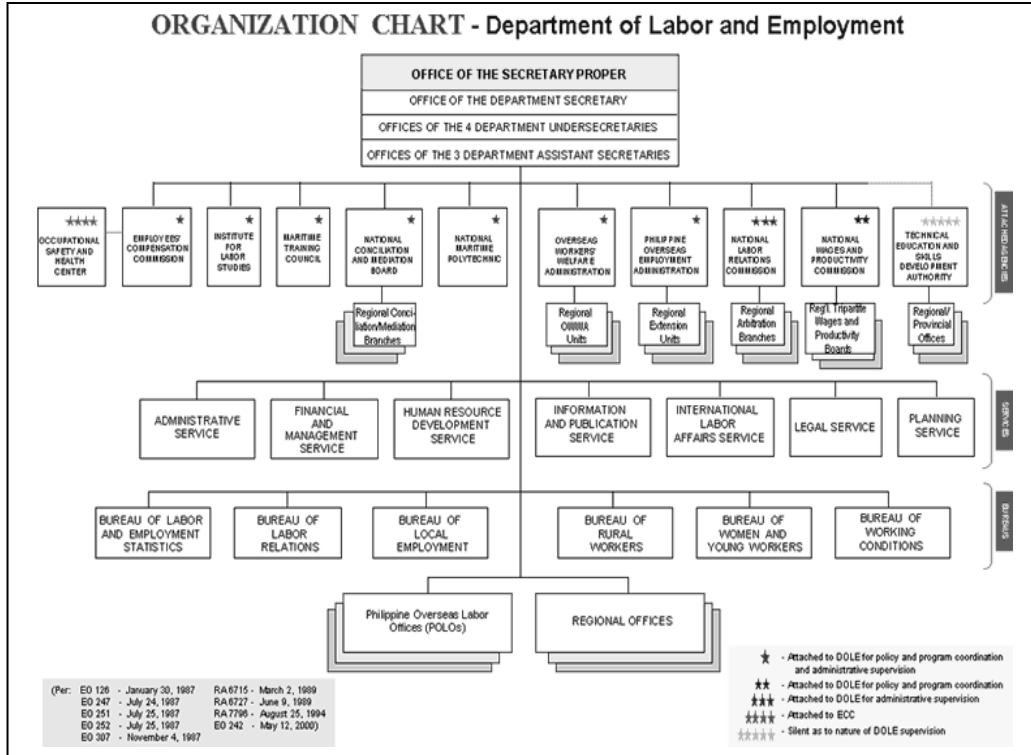 ORGANIZATION CHART - Department of Labor and Employment
OFFICE OF THE SECRETARY PROPER
OFFICE OF THE DEPARTMENT SECRETARY
OFFICES OF THE 4 DEPARTMENT UNDERSECRETARIES
OFFICES OF THE 3 DEPARTMENT ASSISTANT SECRETARIES
OCCUPATIONAL
SAFETY AND
HEALTH
CENTER
EMPLOYEES'
COMPENSATION
COMMISSION
INSTITUTE
FOR
LABOR
STUDIES
MARITIME
TRAINING
COUNCIL
NATIONAL
CONCILIATION
AND MEDIATION
BOARD
NATIONAL
MARITIME
POLYTECHNIC
OVERSEAS
WORKERS'
WELFARE
ADMINISTRATION
PHILIPPINE
OVERSEAS
EMPLOYMENT
ADMINISTRATION
NATIONAL
LABOR
RELATIONS
COMMISSION
NATIONAL
WAGES AND
PRODUCTIVITY
COMMISSION
TECHNICAL
EDUCATION AND
SKILLS
DEVELOPMENT
AUTHORITY
ATTACHED AGENCIES
Regional Conci-
liation/Mediation
Branches
Regional
OWWA
Units
Regional
Extension
Units
Regional
Arbitration
Branches
Reg'l. Tripartite
Wages and
Productivity
Boards
Regional/
Provincial
Offices
ADMINISTRATIVE
SERVICE
FINANCIAL
AND
MANAGEMENT
SERVICE
HUMAN RESOURCE
DEVELOPMENT
SERVICE
INFORMATION
AND PUBLICATION
SERVICE
INTERNATIONAL
LABOR
AFFAIRS SERVICE
LEGAL SERVICE
PLANNING
SERVICE
SERVICES
BUREAU OF LABOR
AND EMPLOYMENT
STATISTICS
BUREAU OF
LABOR
RELATIONS
BUREAU OF
LOCAL
EMPLOYMENT
BUREAU OF
RURAL
WORKERS
BUREAU OF
WOMEN AND
YOUNG WORKERS
BUREAU OF
WORKING
CONDITIONS
BUREAUS
Philippine Overseas Labor
Offices (POLOs)
REGIONAL OFFICES
(Per: EO 126 - January 30, 1987 RA 6715 - March 2, 1989
EO 247 - July 24, 1987 RA 6727 - June 9, 1989
EO 251 - July 25, 1987 RA 7796 - August 25, 1994
EO 252 - July 25, 1987 EO 242 - May 12, 2000)
EO 307 - November 4, 1987
- Attached to DOLE for policy and program coordination
and administrative supervision
- Attached to DOLE for policy and program coordination
- Attached to DOLE for administrative supervision
- Attached to ECC
- Silent as to nature of DOLE supervision